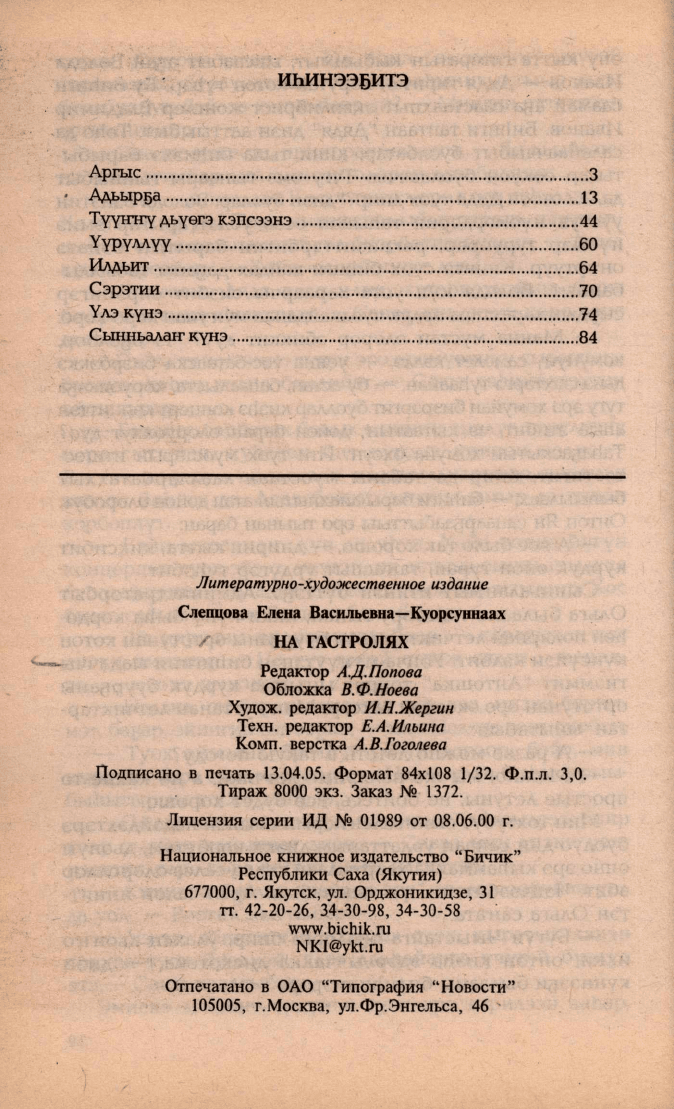 ИҺИНЭЭҔИТЭ
Аргыс ........................................................................3
Адьырҕа ....................................................................13
Түүҥҥү дьүөгэ кэпсээнэ ................................................44
Үүрүллүү ..................................................................60
Илдьит ......................................................................64
Сэрэтии .....................................................................70
Үлэ күнэ ....................................................................74
Сынньалаҥ күнэ ..........................................................84
Литературно-художественное издание
Слепцова Елена Васильевна—Куорсуннаах
НА ГАСТРОЛЯХ
Редактор А.Д.Попова
Обложка В.Ф.Ноева
Худож. редактор И.Н.Жергин
Техн. редактор Е.А.Ильина
Комп. верстка А.В.Гоголева
Подписано в печать 13.04.05. Формат 84х108 1/32. Ф.п.л. 3,0.
Тираж 8000 экз. Заказ № 1372.
Лицензия серии ИД № 01989 от 08.06.00 г.
Национальное книжное издательство “Бичик”
Республики Саха (Якутия)
677000, г. Якутск, ул. Орджоникидзе, 31
тт. 42-20-26, 34-30-98, 34-30-58
www.bichik.ru
NKI@ykt.ru
Отпечатано в ОАО “Типография “Новости”
105005, г.Москва, ул.Фр.Энгельса, 46